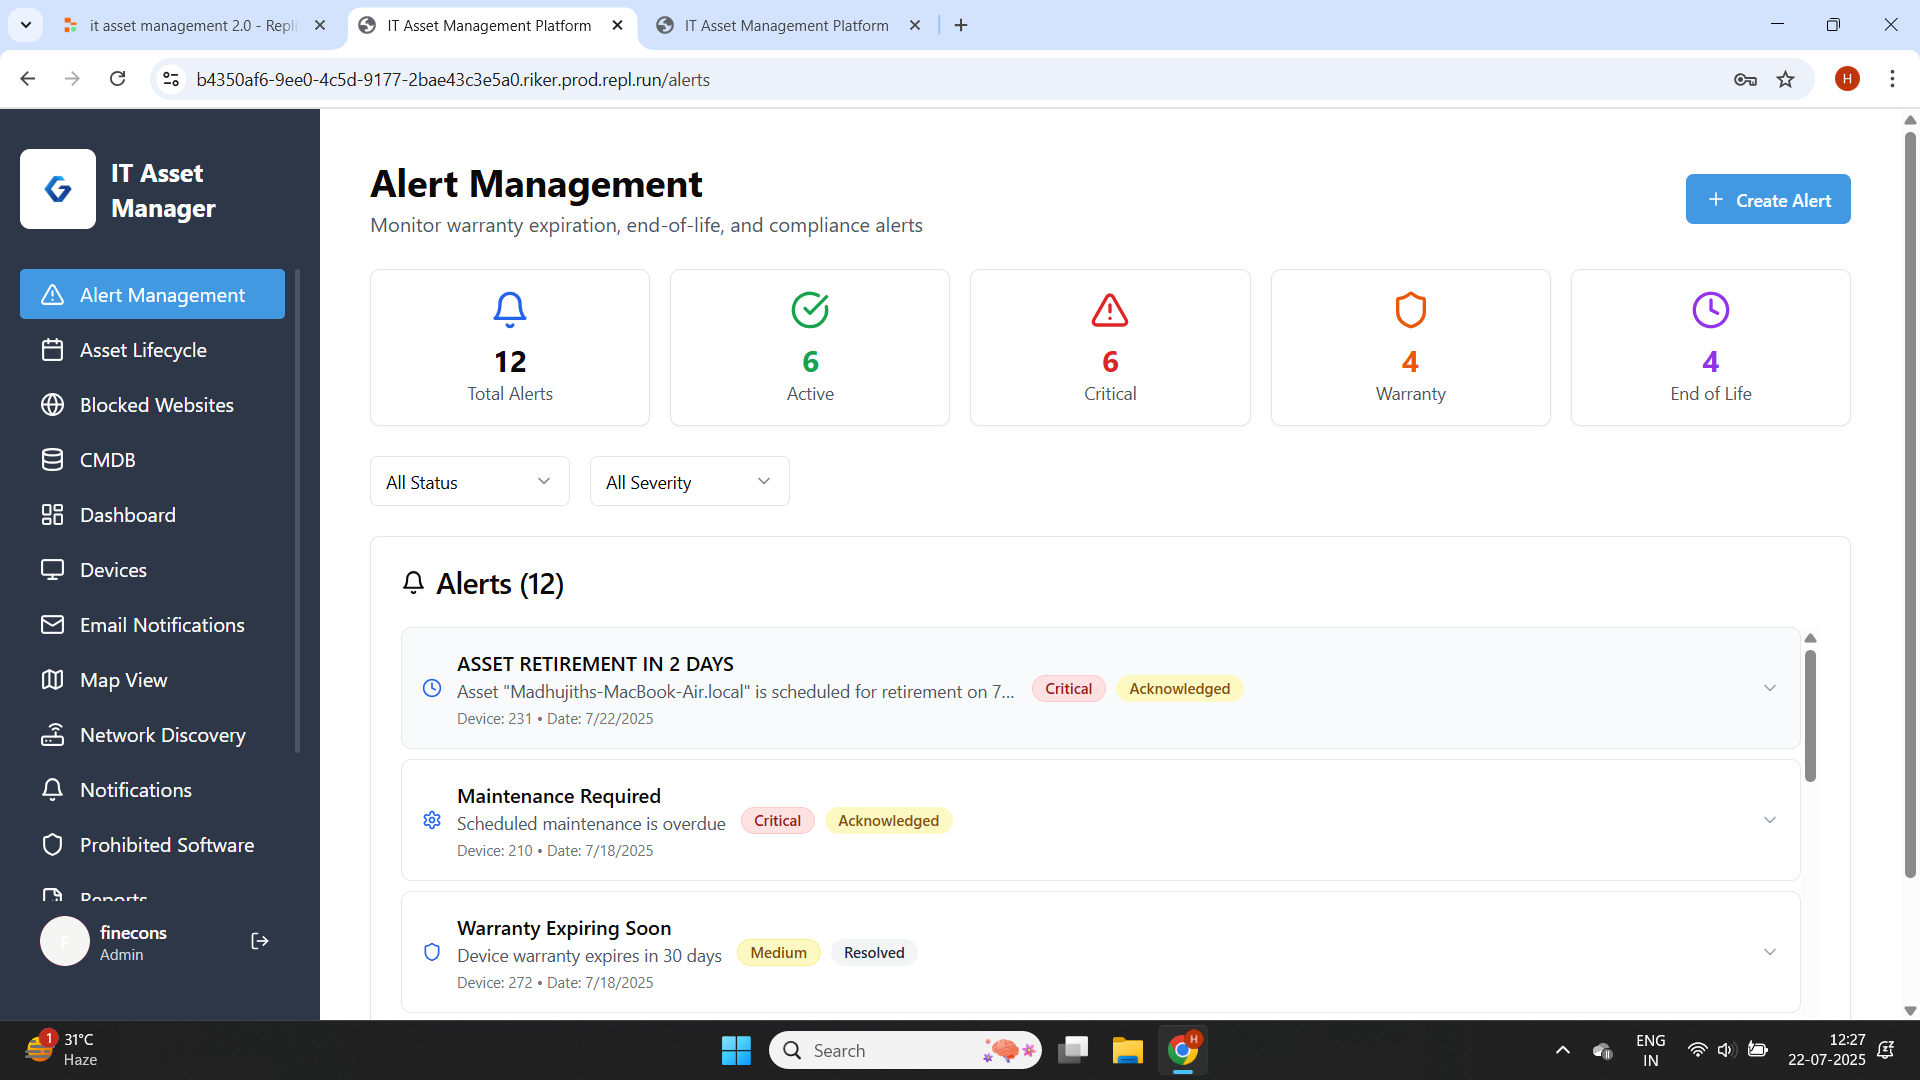 it asset management 2.0 - Repli
IT Asset Management Platform
IT Asset Management Platform
b4350af6-9ee0-4c5d-9177-2bae43c3e5a0.riker.prod.repl.run/alerts
H
IT Asset
Manager
Alert Management
Asset Lifecycle
Blocked Websites
CMDB
Dashboard
Devices
Email Notifications
Map View
Network Discovery
Notifications
Prohibited Software
Reports
F
finecons
Admin
Alert Management
Monitor warranty expiration, end-of-life, and compliance alerts
+ Create Alert
12
Total Alerts
6
Active
6
Critical
4
Warranty
4
End of Life
All Status
All Severity
Alerts (12)
ASSET RETIREMENT IN 2 DAYS
Asset "Madhujiths-MacBook-Air.local" is scheduled for retirement on 7...
Critical
Acknowledged
Device: 231 • Date: 7/22/2025
Maintenance Required
Scheduled maintenance is overdue
Critical
Acknowledged
Device: 210 • Date: 7/18/2025
Warranty Expiring Soon
Device warranty expires in 30 days
Medium
Resolved
Device: 272 • Date: 7/18/2025
1
31°C
Haze
Search
H
ENG
IN
12:27
22-07-2025